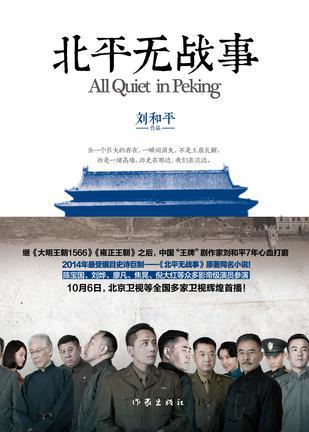 北平无战事
All Quiet in Peking
刘和平
作品
当一个巨大的存在，一瞬间消失，不是土崩瓦解，
而是一堵高墙，历史在那边，我们在这边。
继《大明王朝1566》《雍正王朝》之后，中国“王牌”剧作家刘和平7年心血打磨
2014年最受瞩目史诗巨制——《北平无战事》原著同名小说！
陈宝国、刘烨、廖凡、焦晃、倪大红等众多影帝级演员参演
10月6日，北京卫视等全国多家卫视辉煌首播！
作家出版社